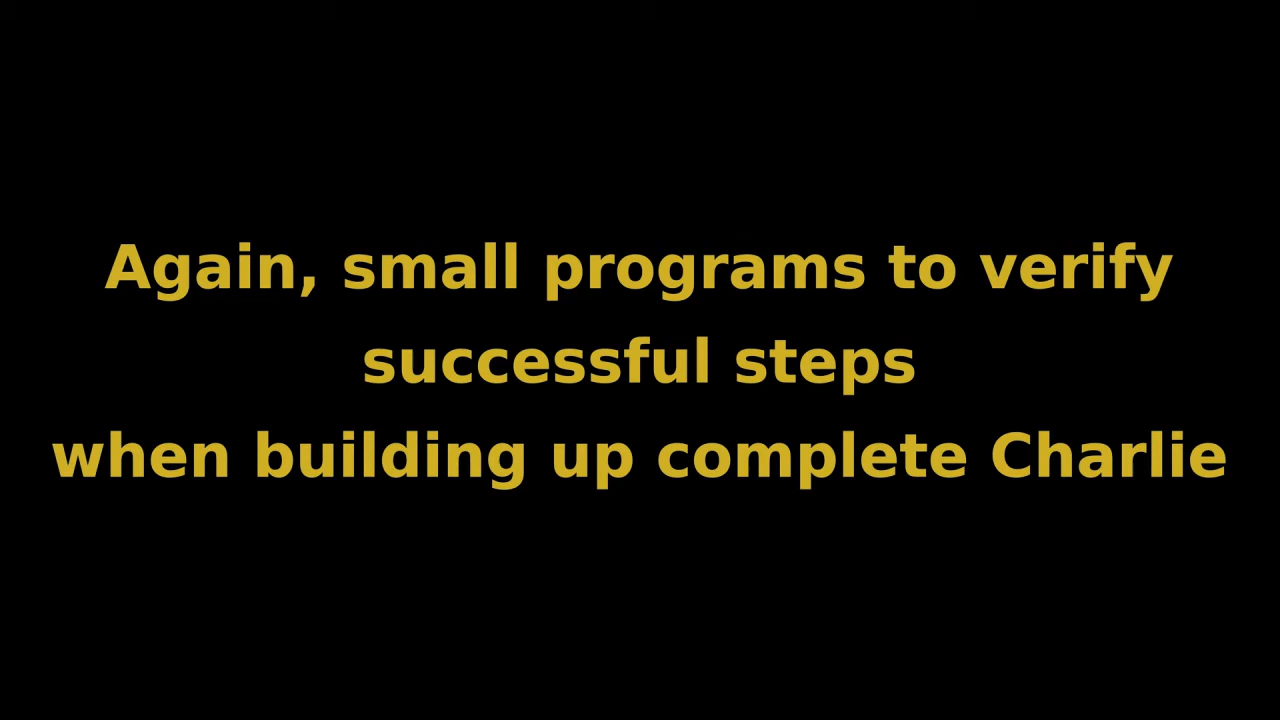 Again, small programs to verify
successful steps
when building up complete Charlie